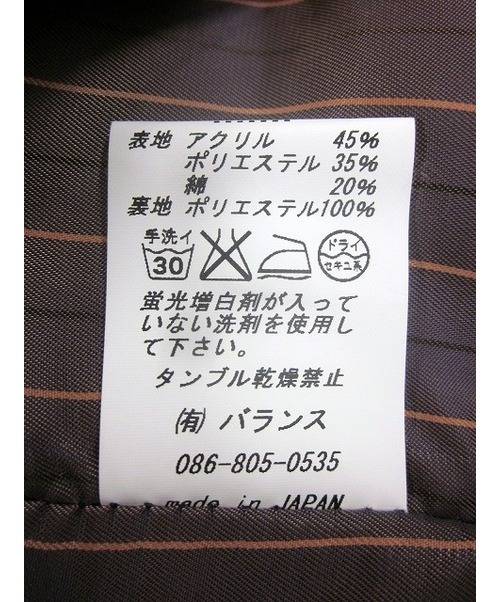 表地 アクリル 45%
ポリエステル 35%
綿 20%
裏地 ポリエステル100%
手洗イ
30
ドライ
セキユ系
蛍光増白剤が入って
いない洗剤を使用し
て下さい。
タンブル乾燥禁止
㈲ バランス
086-805-0535
made in JAPAN